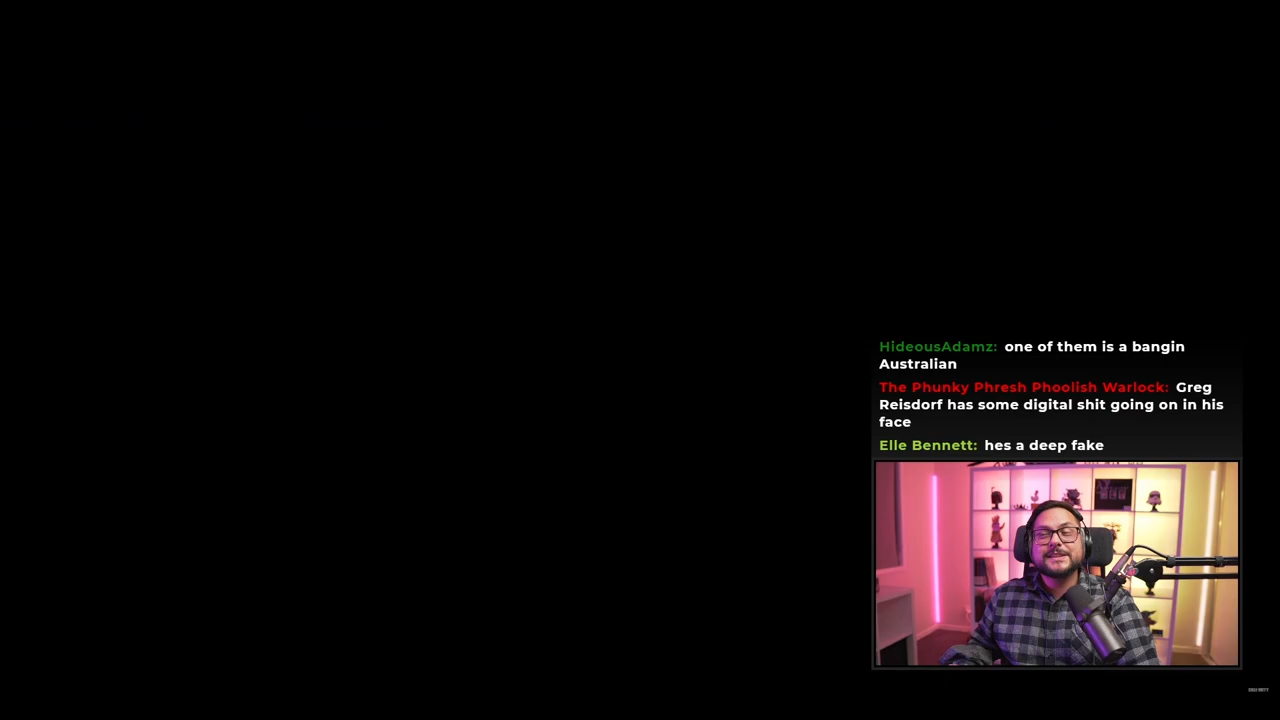 HideousAdamz: one of them is a bangin
Australian
The Phunky Phresh Phoolish Warlock: Greg
Reisdorf has some digital shit going on in his
face
Elle Bennett: hes a deep fake